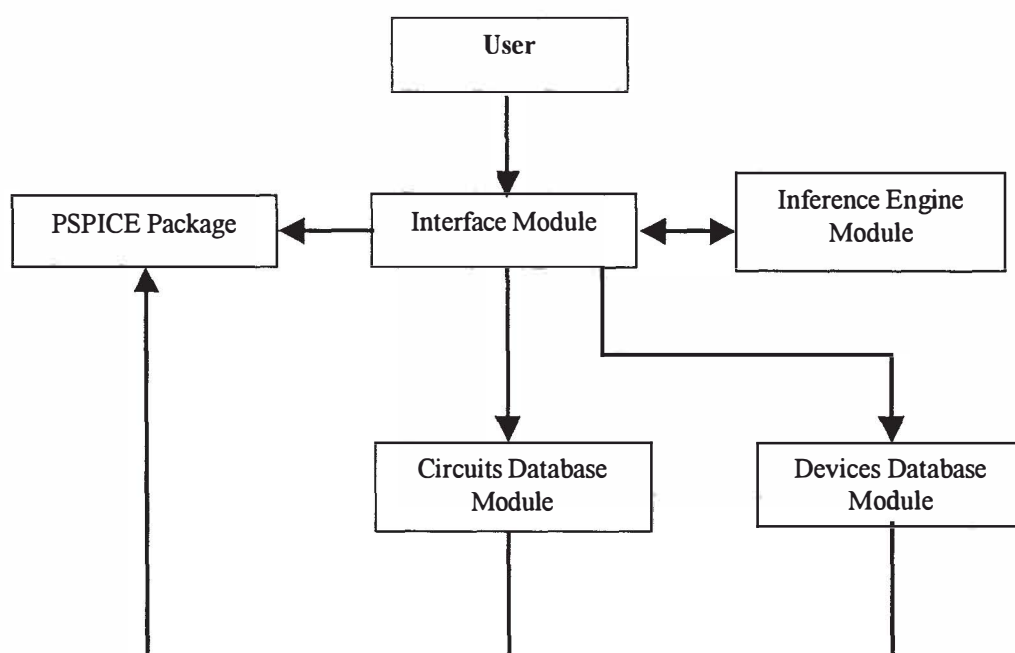 User
PSPICE Package
Interface Module
Inference Engine
Module
Circuits Database
Module
Devices Database
Module